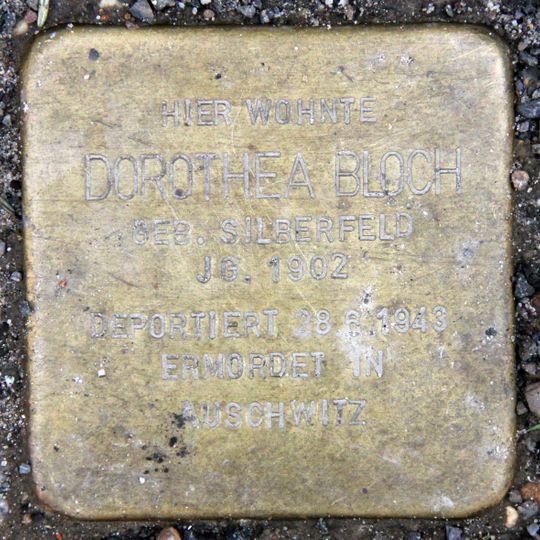 HIER WOHNTE
DOROTHEA BLOCH
GEB. SILBERFELD
JG. 1902
DEPORTIERT 28.6.1943
ERMORDET IN
AUSCHWITZ